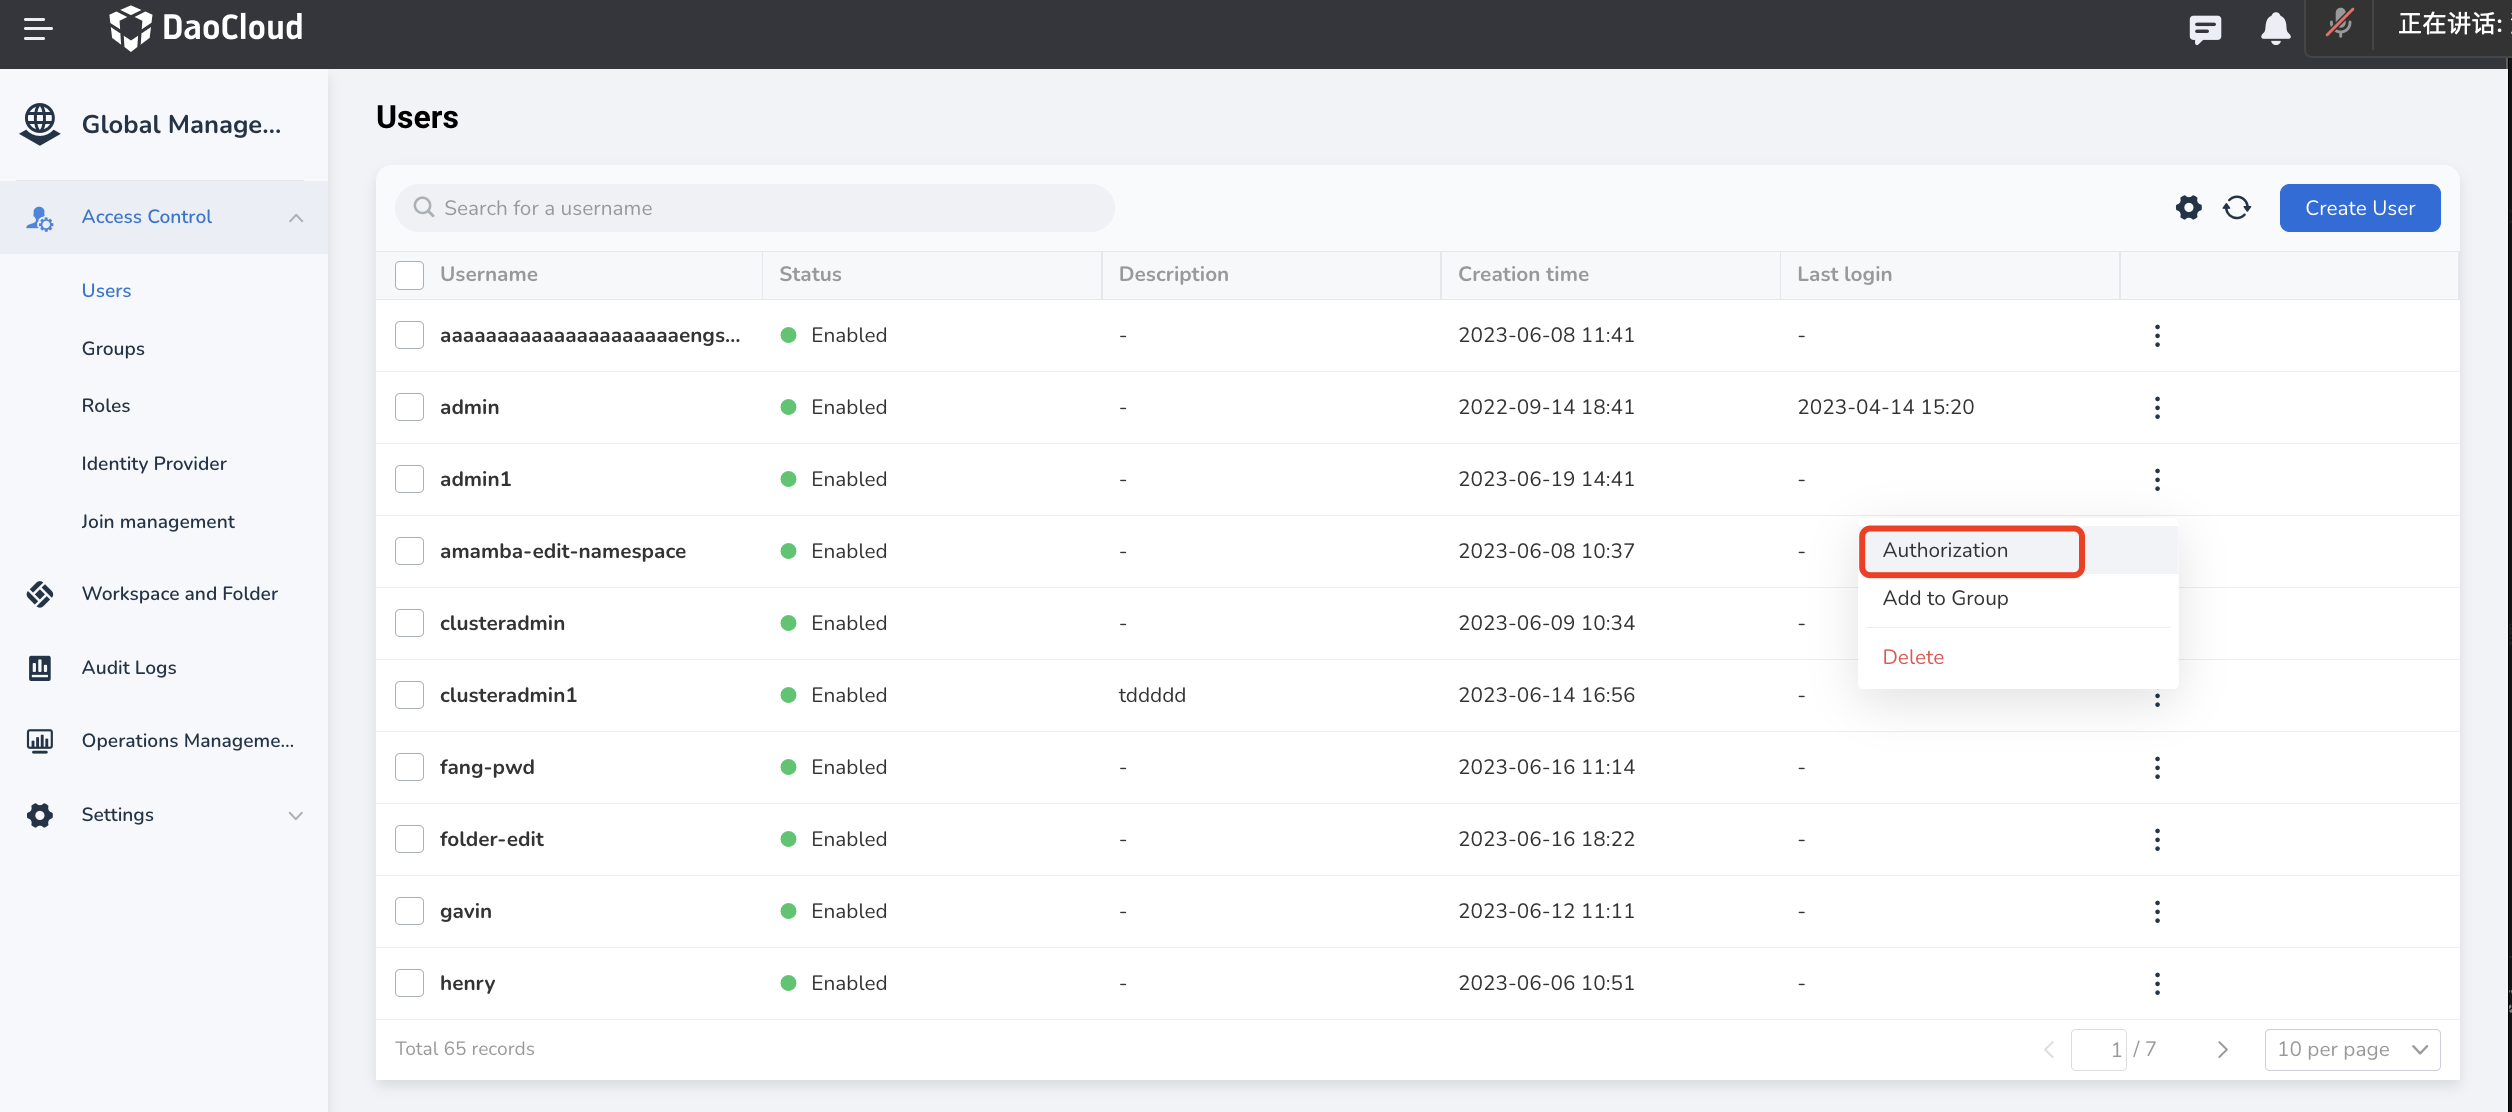 DaoCloud
正在讲话:
Global Manage...
Access Control
Users
Groups
Roles
Identity Provider
Join management
Workspace and Folder
Audit Logs
Operations Manageme...
Settings
Users
Search for a username
Create User
Username Status Description Creation time Last login
aaaaaaaaaaaaaaaaaaaaaengs... Enabled - 2023-06-08 11:41 -
admin Enabled - 2022-09-14 18:41 2023-04-14 15:20
admin1 Enabled - 2023-06-19 14:41 -
amamba-edit-namespace Enabled - 2023-06-08 10:37 -
Authorization
Add to Group
Delete
clusteradmin Enabled - 2023-06-09 10:34 -
clusteradmin1 Enabled tddddd 2023-06-14 16:56 -
fang-pwd Enabled - 2023-06-16 11:14 -
folder-edit Enabled - 2023-06-16 18:22 -
gavin Enabled - 2023-06-12 11:11 -
henry Enabled - 2023-06-06 10:51 -
Total 65 records
1 / 7
10 per page